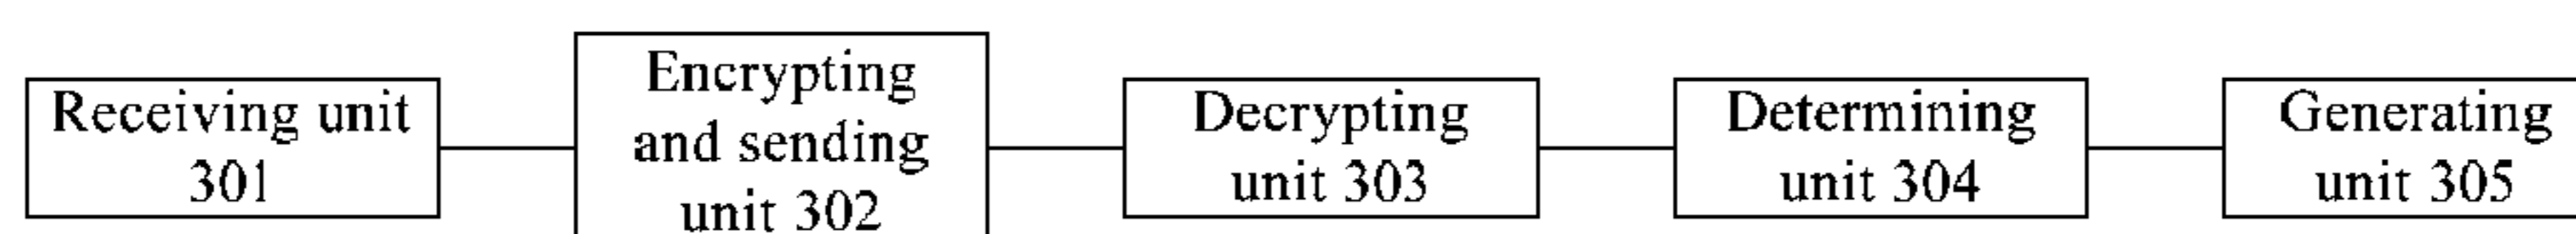 Receiving unit
301
Encrypting
and sending
unit 302
Decrypting
unit 303
Determining
unit 304
Generating
unit 305